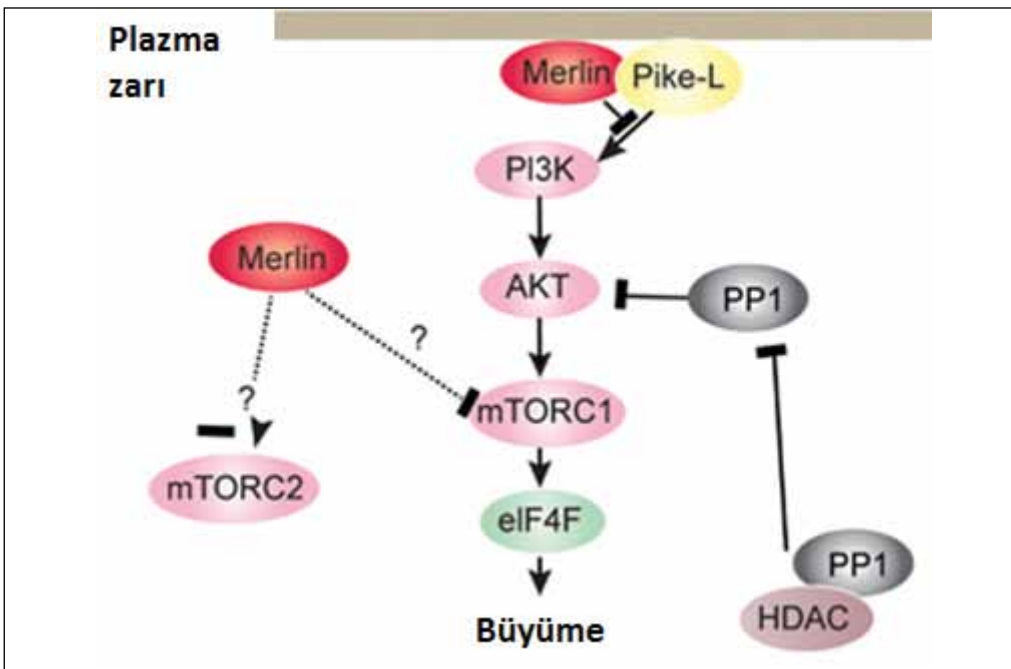 Plazma
zarı
Merlin
Pike-L
PI3K
Merlin
AKT
PP1
?
?
mTORC1
mTORC2
eIF4F
PP1
HDAC
Büyüme